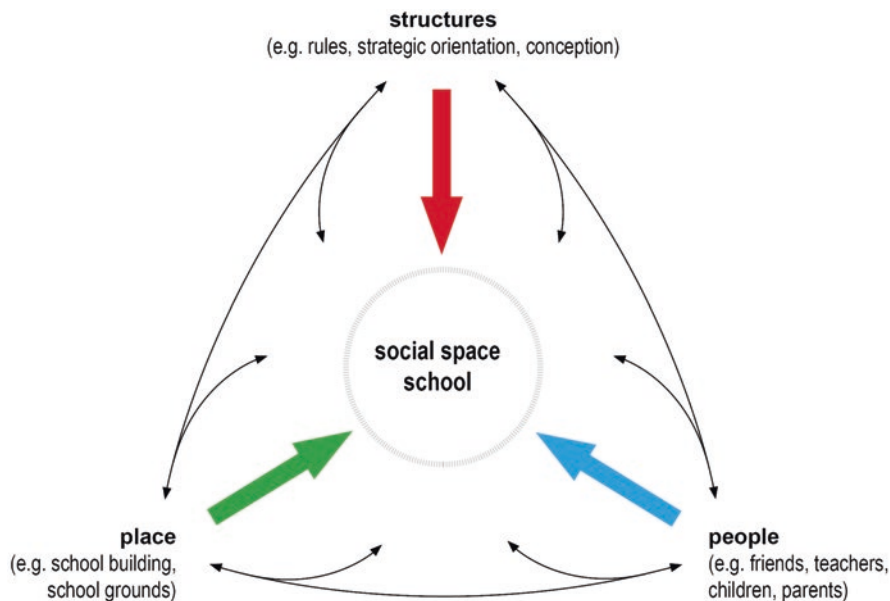 structures
(e.g. rules, strategic orientation, conception)
social space
school
place
(e.g. school building,
school grounds)
people
(e.g. friends, teachers,
children, parents)